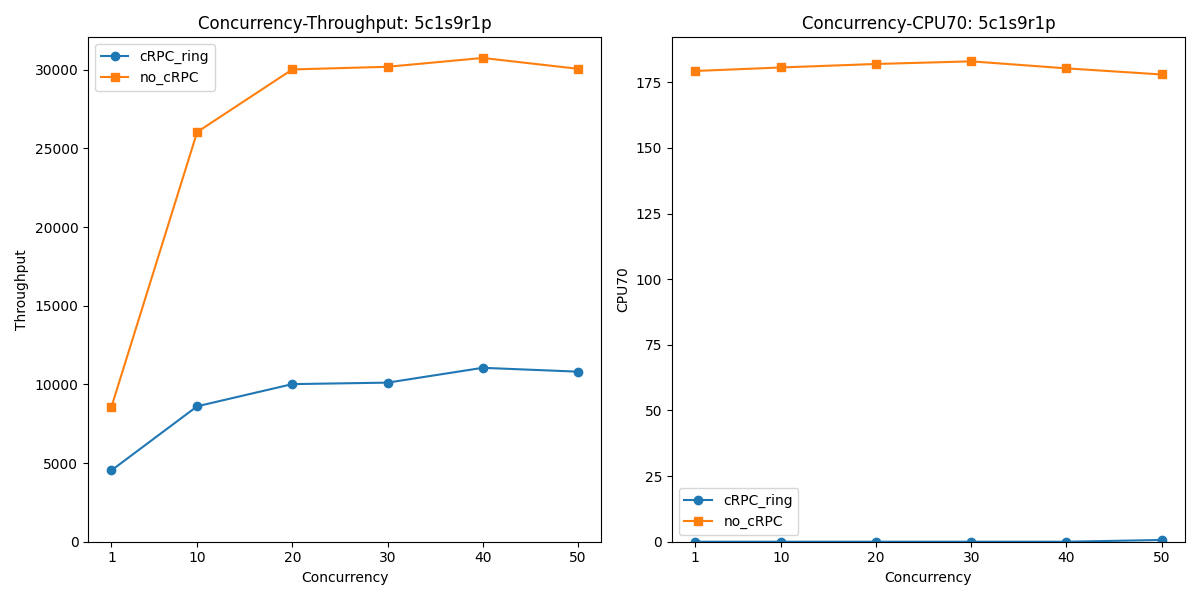 Concurrency-Throughput: 5c1s9r1p
cRPC_ring
no_cRPC
30000
25000
20000
15000
10000
5000
0
Throughput
1 10 20 30 40 50
Concurrency
Concurrency-CPU70: 5c1s9r1p
175
150
125
100
75
50
25
0
CPU70
cRPC_ring
no_cRPC
1 10 20 30 40 50
Concurrency